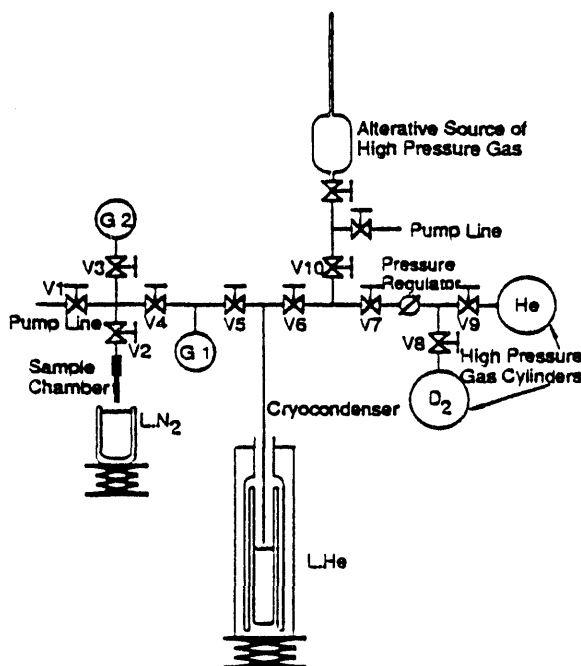 Alterative Source of
High Pressure Gas
G 2
Pump Line
V3
V10
Pressure
Regulator
V1
He
Pump Line
V4
V5
V6
V7
V9
V2
G 1
V8
High Pressure
Gas Cylinders
Sample
Chamber
D2
Cryocondenser
L.N2
L.He